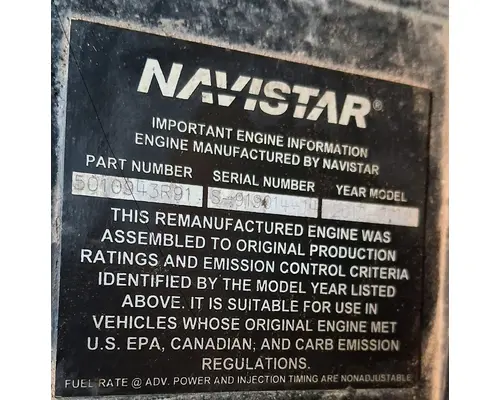 NAVISTAR®
IMPORTANT ENGINE INFORMATION
ENGINE MANUFACTURED BY NAVISTAR
PART NUMBER SERIAL NUMBER YEAR MODEL
5010943R91
THIS REMANUFACTURED ENGINE WAS
ASSEMBLED TO ORIGINAL PRODUCTION
RATINGS AND EMISSION CONTROL CRITERIA
IDENTIFIED BY THE MODEL YEAR LISTED
ABOVE. IT IS SUITABLE FOR USE IN
VEHICLES WHOSE ORIGINAL ENGINE MET
U.S. EPA, CANADIAN, AND CARB EMISSION
REGULATIONS.
FUEL RATE @ ADV. POWER AND INJECTION TIMING ARE NONADJUSTABLE